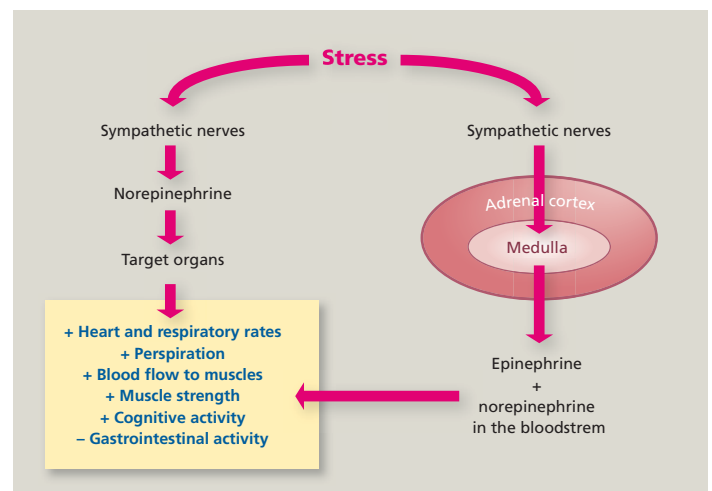 Stress
Sympathetic nerves
Norepinephrine
Target organs
+ Heart and respiratory rates
+ Perspiration
+ Blood flow to muscles
+ Muscle strength
+ Cognitive activity
– Gastrointestinal activity
Sympathetic nerves
Adrenal cortex
Medulla
Epinephrine
+
norepinephrine
in the bloodstrem